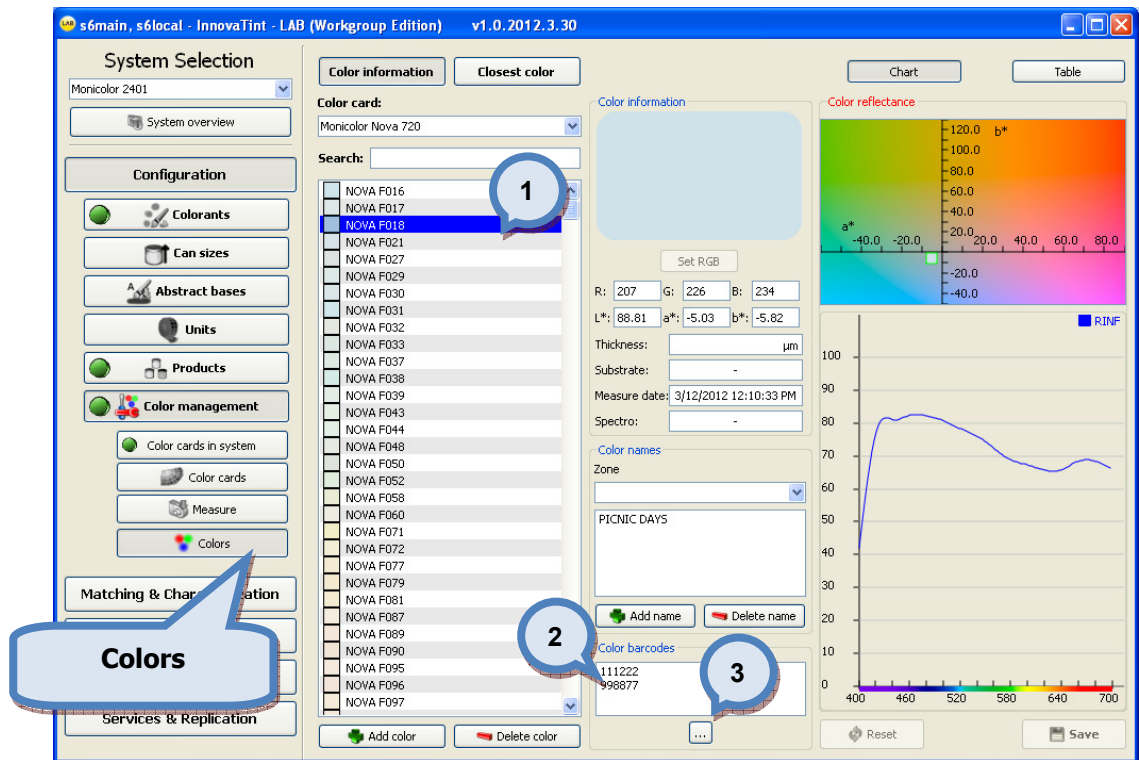 s6main, s6local - InnovaTint - LAB (Workgroup Edition) v1.0.2012.3.30
System Selection
Monicolor 2401
System overview
Configuration
Colorants
Can sizes
Abstract bases
Units
Products
Color management
Color cards in system
Color cards
Measure
Colors
Matching & Char
ation
Colors
Services & Replication
Color information
Closest color
Color card:
Monicolor Nova 720
Search:
1
NOVA F016
NOVA F017
NOVA F018
NOVA F021
NOVA F027
NOVA F029
NOVA F030
NOVA F031
NOVA F032
NOVA F033
NOVA F037
NOVA F038
NOVA F039
NOVA F043
NOVA F044
NOVA F048
NOVA F050
NOVA F052
NOVA F058
NOVA F060
NOVA F071
NOVA F072
NOVA F077
NOVA F079
NOVA F081
NOVA F087
NOVA F089
NOVA F090
NOVA F095
NOVA F096
NOVA F097
Add color
Delete color
Color information
Set RGB
R: 207 G: 226 B: 234
L*: 88.81 a*: -5.03 b*: -5.82
Thickness: µm
Substrate: -
Measure date: 3/12/2012 12:10:33 PM
Spectro: -
Color names
Zone
PICNIC DAYS
Add name
Delete name
2
Color barcodes
111222
998877
3
...
Chart
Table
Color reflectance
120.0 b*
100.0
80.0
60.0
40.0
a* 20.0
-40.0 -20.0 20.0 40.0 60.0 80.0
-20.0
-40.0
RINF
100
90
80
70
60
50
40
30
20
10
0
400 460 520 580 640 700
Reset
Save
LAB